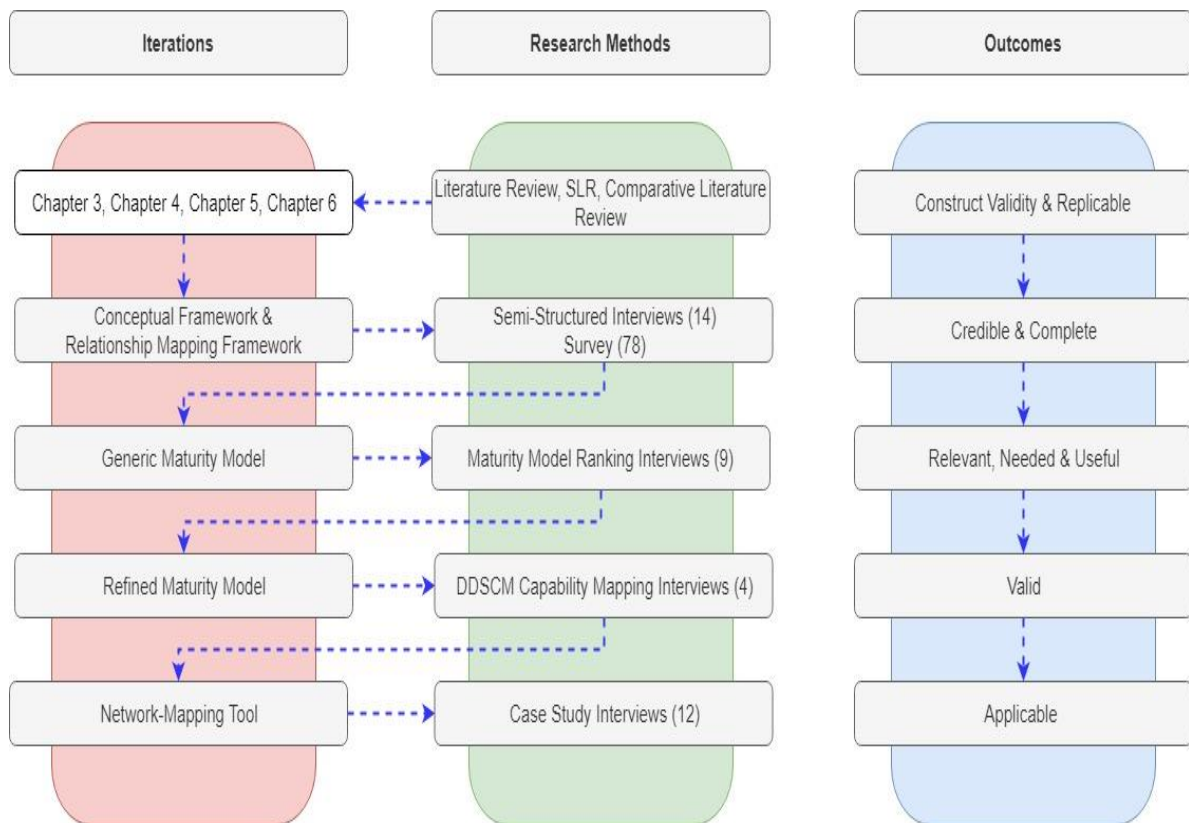 Iterations
Research Methods
Outcomes
Chapter 3, Chapter 4, Chapter 5, Chapter 6
Literature Review, SLR, Comparative Literature
Review
Construct Validity & Replicable
Conceptual Framework &
Relationship Mapping Framework
Semi-Structured Interviews (14)
Survey (78)
Credible & Complete
Generic Maturity Model
Maturity Model Ranking Interviews (9)
Relevant, Needed & Useful
Refined Maturity Model
DDSCM Capability Mapping Interviews (4)
Valid
Network-Mapping Tool
Case Study Interviews (12)
Applicable